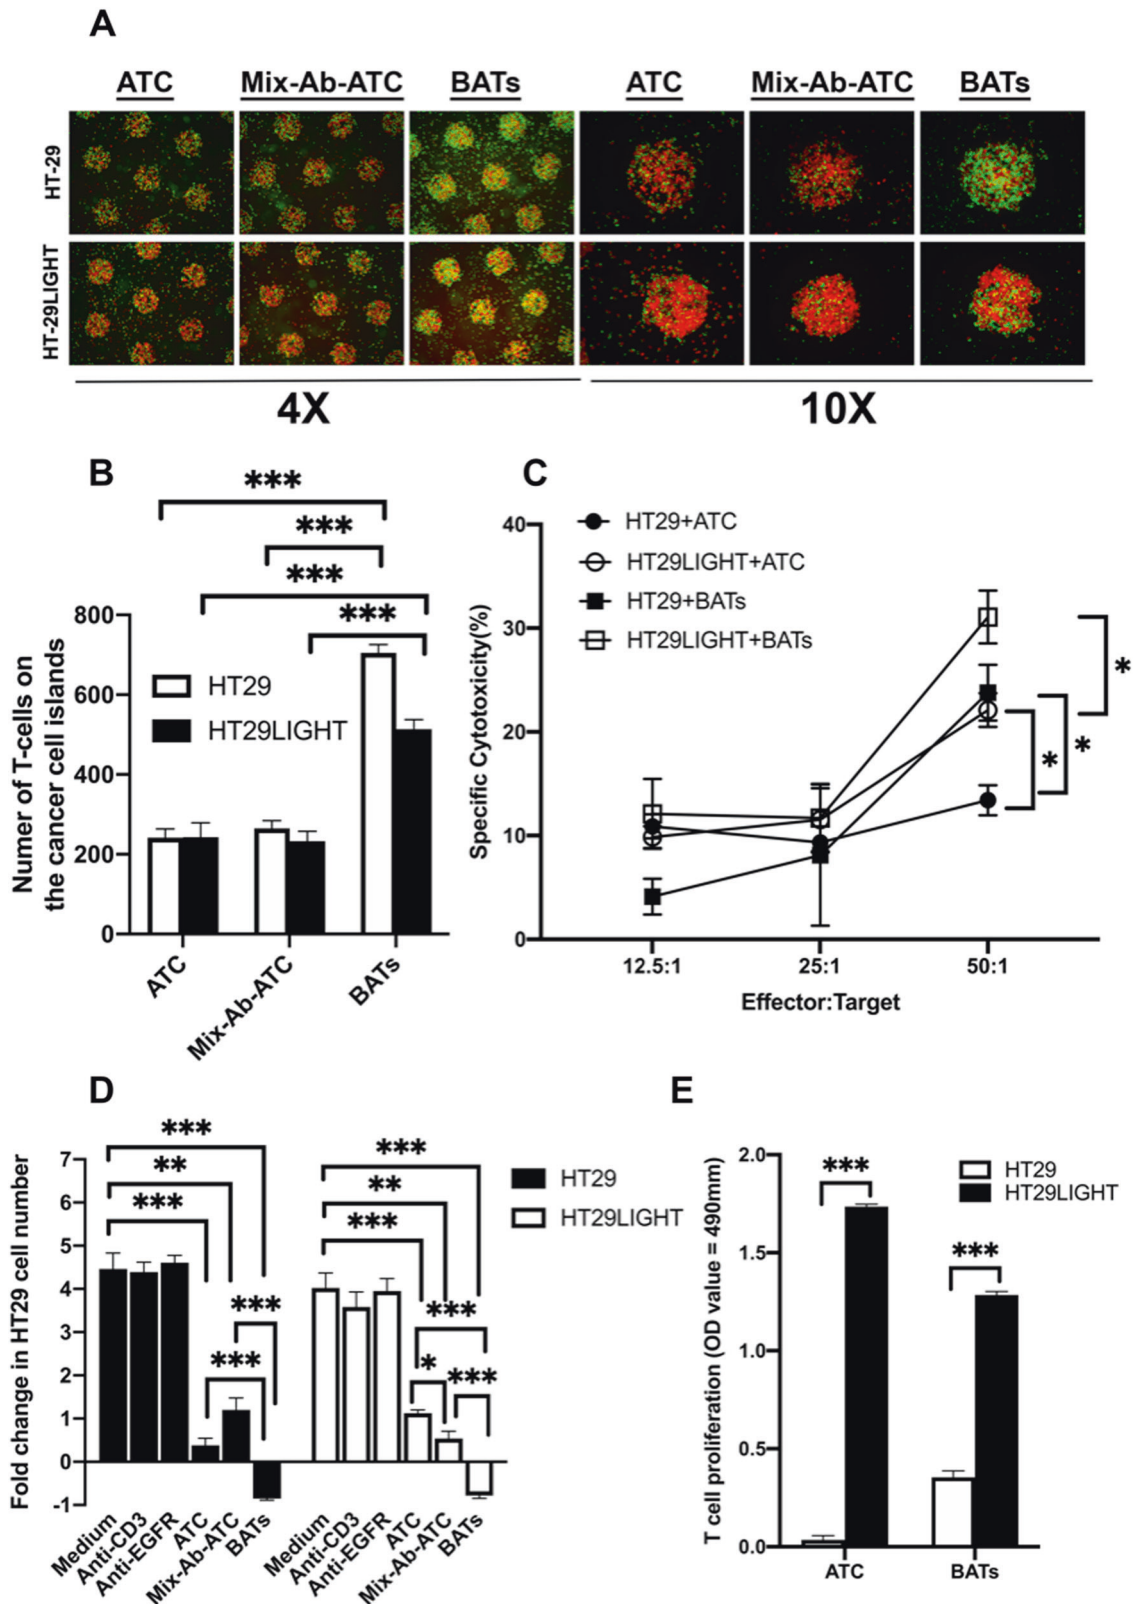 A
ATC
Mix-Ab-ATC
BATs
ATC
Mix-Ab-ATC
BATs
HT-29
HT-29LIGHT
4X
10X
B
***
***
***
***
Numer of T-cells on
the cancer cell islands
800
600
400
200
0
HT29
HT29LIGHT
ATC
Mix-Ab-ATC
BATs
C
Specific Cytotoxicity(%)
40
30
20
10
0
HT29+ATC
HT29LIGHT+ATC
HT29+BATs
HT29LIGHT+BATs
*
*
*
12.5:1
25:1
50:1
Effector:Target
D
Fold change in HT29 cell number
7
6
5
4
3
2
1
0
-1
***
**
***
***
***
***
**
***
***
*
***
HT29
HT29LIGHT
Medium
Anti-CD3
Anti-EGFR
ATC
Mix-Ab-ATC
BATs
Medium
Anti-CD3
Anti-EGFR
ATC
Mix-Ab-ATC
BATs
E
T cell proliferation (OD value = 490mm)
2.0
1.5
1.0
0.5
0.0
***
***
HT29
HT29LIGHT
ATC
BATs